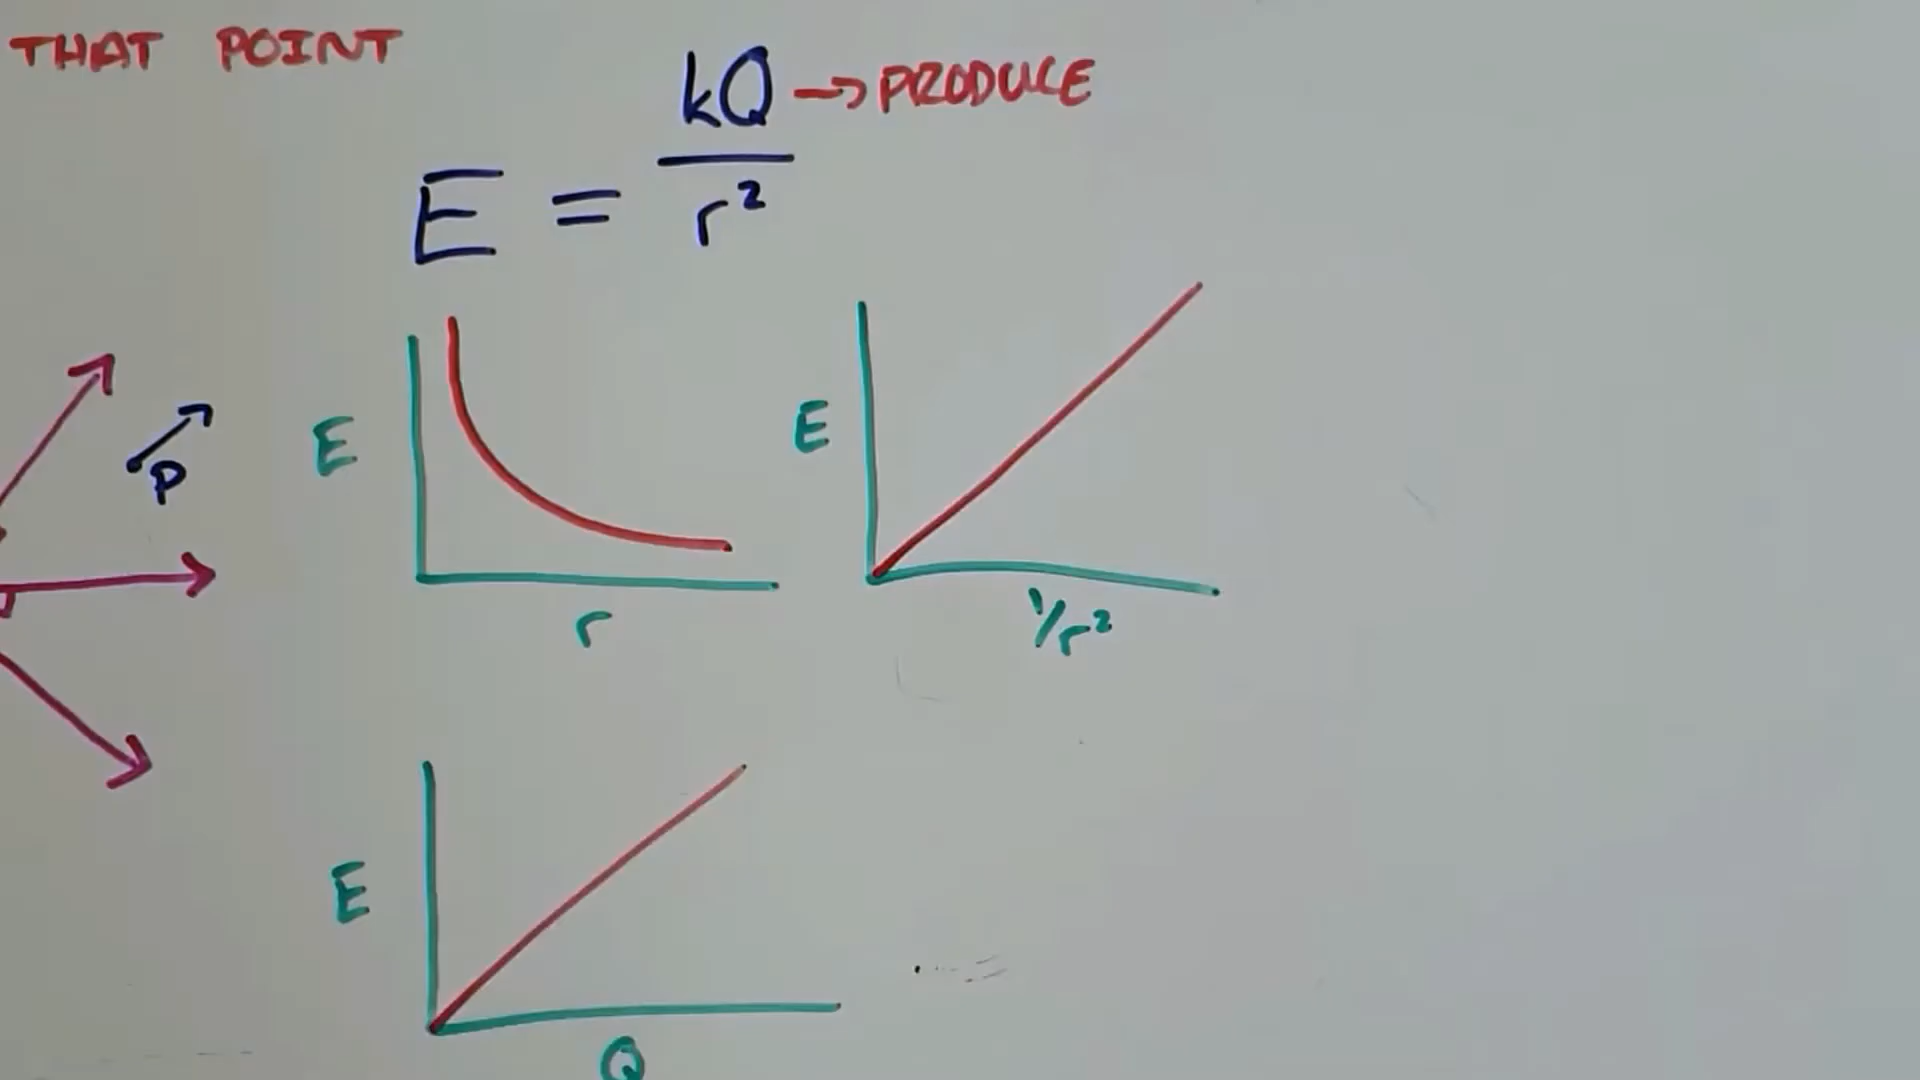 THAT POINT
E = kQ/r² → PRODUCE
P
E
r
E
1/r²
E
Q